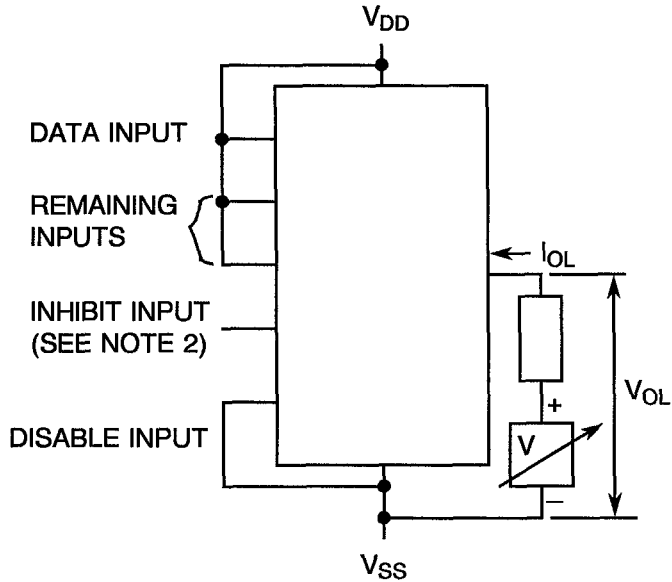 VDD
DATA INPUT
REMAINING
INPUTS
IOL
INHIBIT INPUT
(SEE NOTE 2)
VOL
+
V
DISABLE INPUT
–
VSS